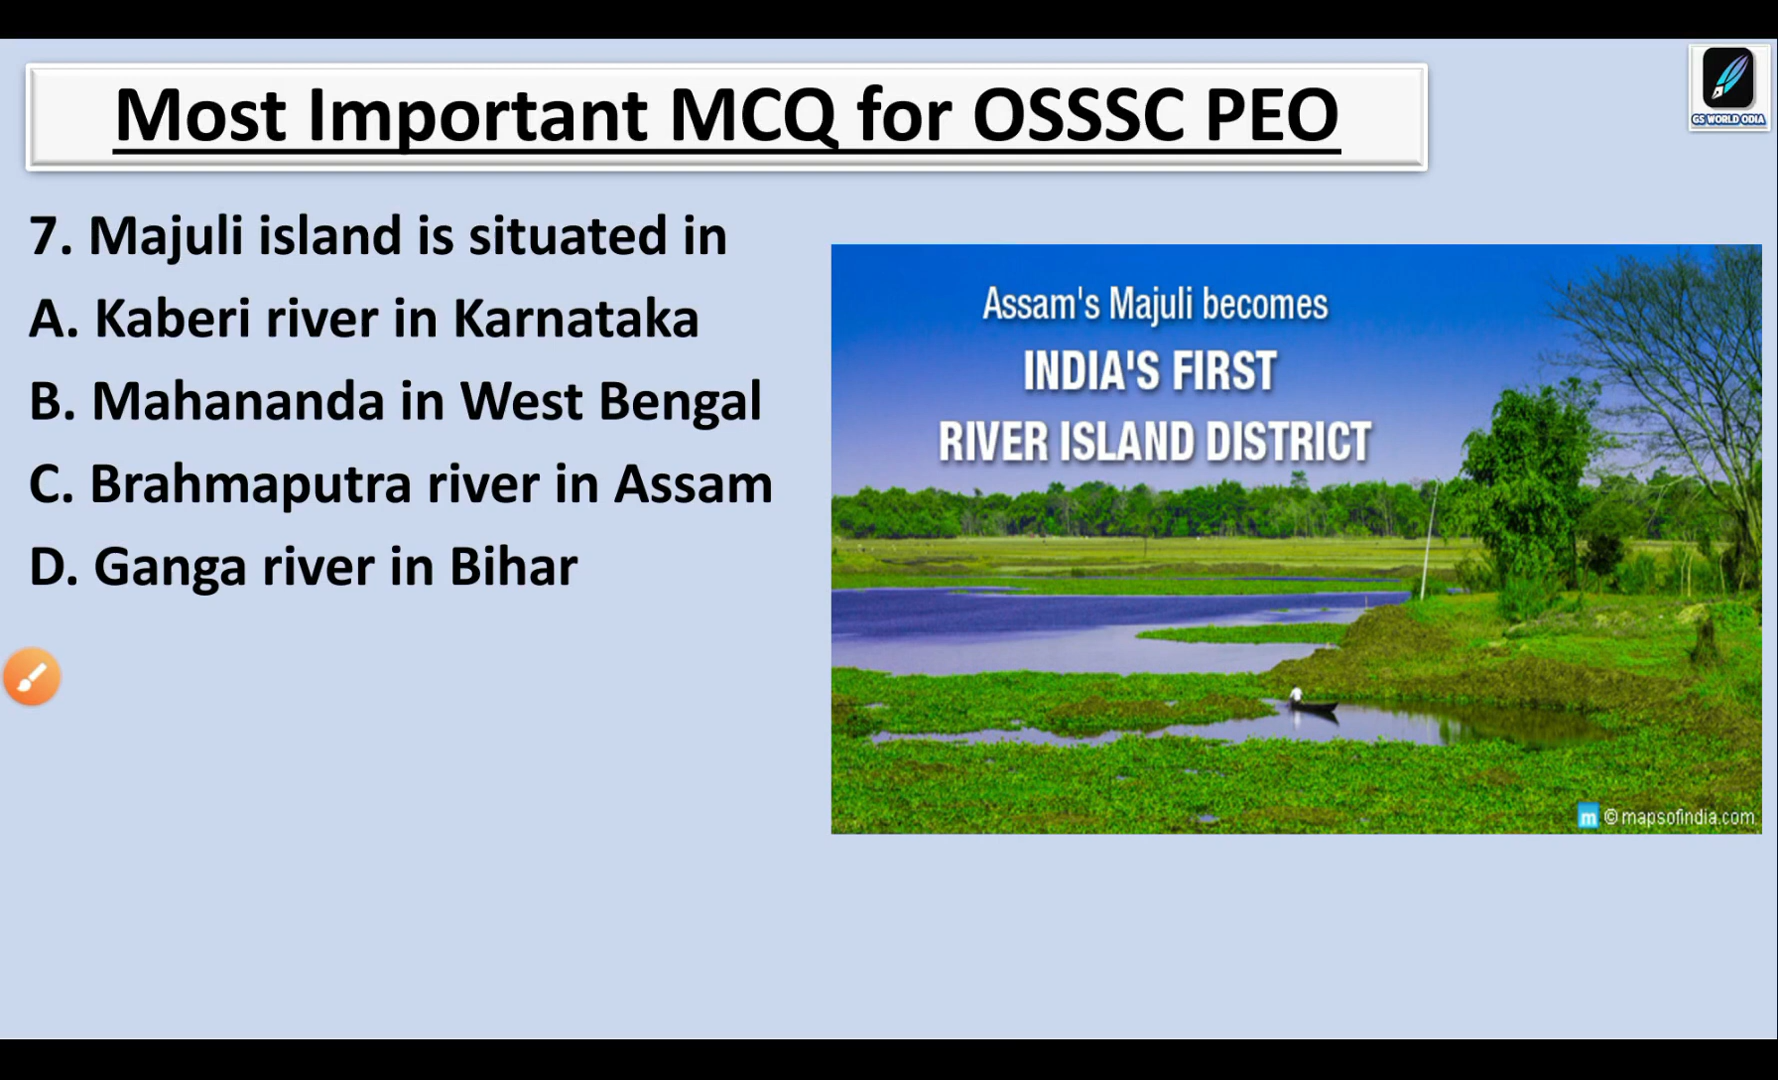 Most Important MCQ for OSSSC PEO
GS WORLD ODIA
7. Majuli island is situated in
A. Kaberi river in Karnataka
B. Mahananda in West Bengal
C. Brahmaputra river in Assam
D. Ganga river in Bihar
Assam's Majuli becomes
INDIA'S FIRST
RIVER ISLAND DISTRICT
m © mapsofindia.com